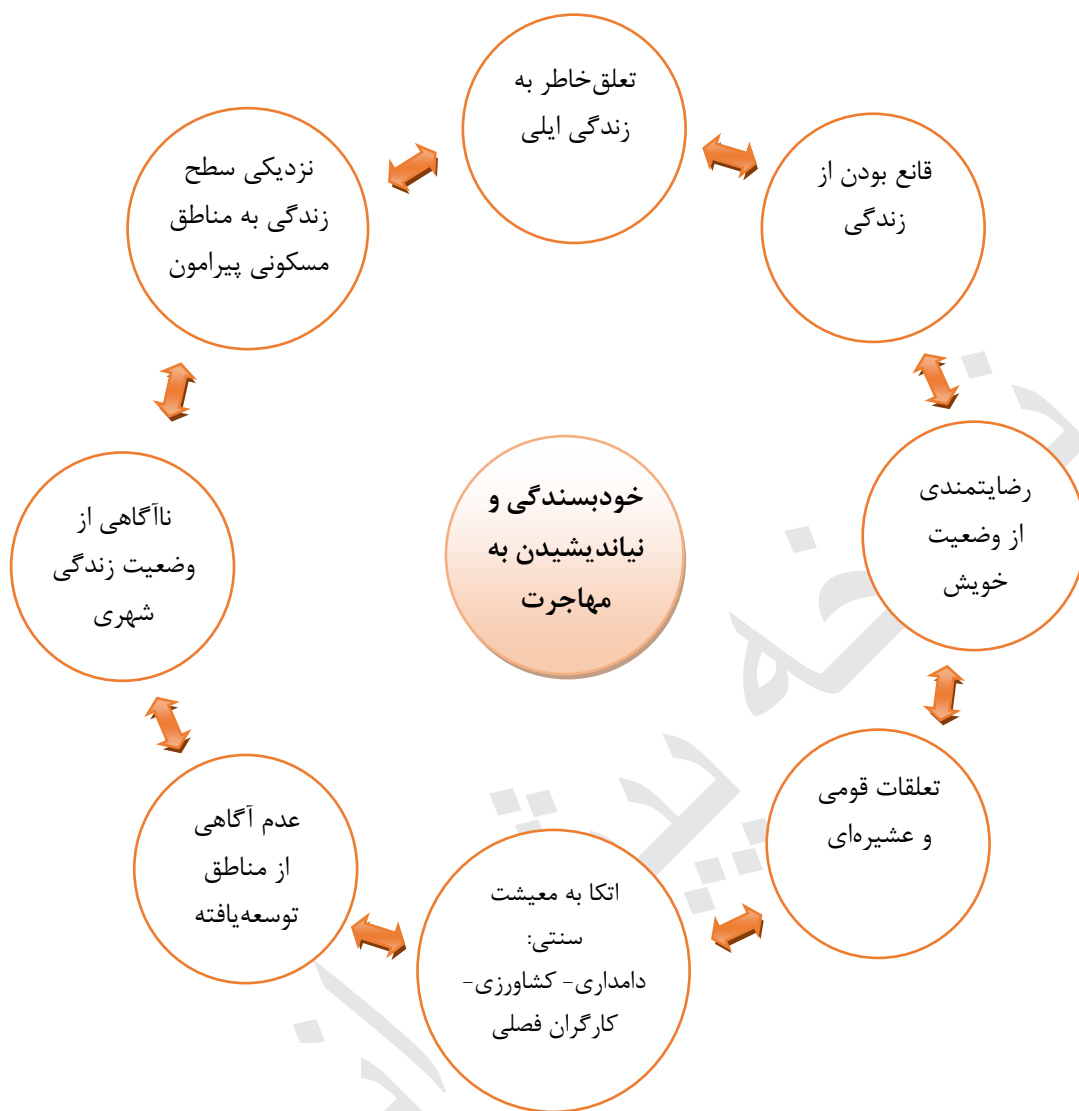 تعلق‌خاطر به
زندگی ایلی
قانع بودن از
زندگی
رضایتمندی
از وضعیت
خویش
تعلقات قومی
و عشیره‌ای
اتکا به معیشت
سنتی:
دامداری- کشاورزی-
کارگران فصلی
عدم آگاهی
از مناطق
توسعه‌یافته
ناآگاهی از
وضعیت زندگی
شهری
نزدیکی سطح
زندگی به مناطق
مسکونی پیرامون
خودبسندگی و
نیاندیشیدن به
مهاجرت